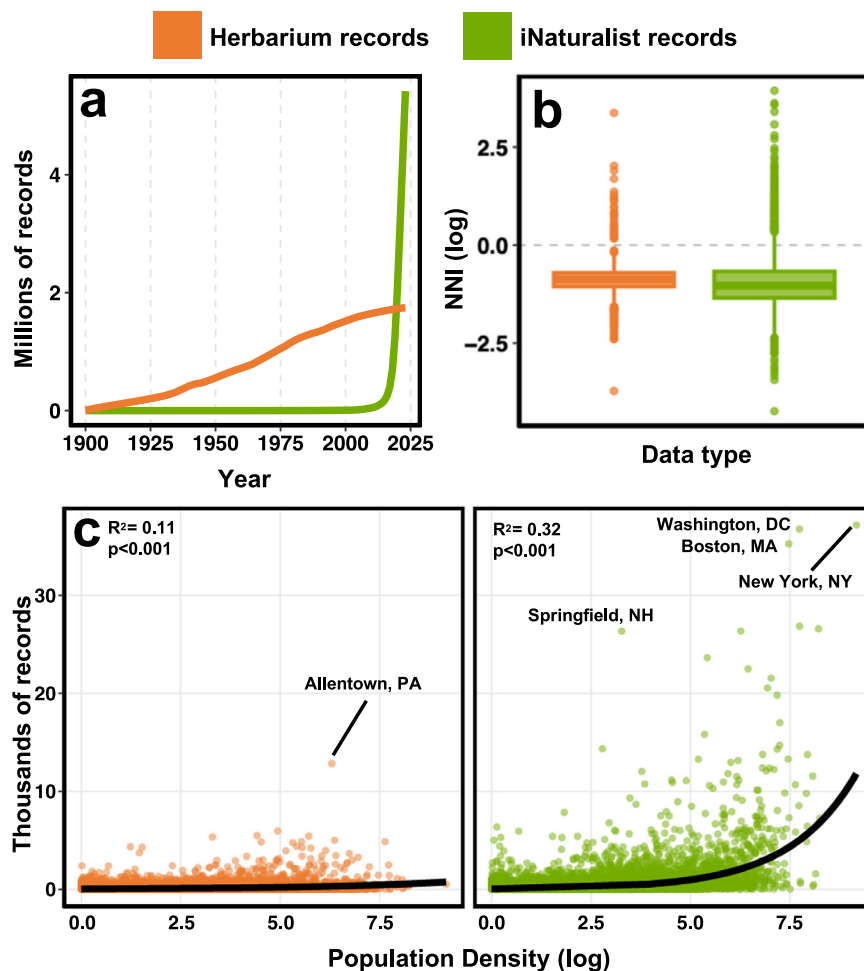 Herbarium records
iNaturalist records
a
Millions of records
4
2
0
1900
1925
1950
1975
2000
2025
Year
b
NNI (log)
2.5
0.0
−2.5
Data type
c
R²= 0.11
p<0.001
Allentown, PA
Thousands of records
30
20
10
0
0.0
2.5
5.0
7.5
R²= 0.32
p<0.001
Washington, DC
Boston, MA
New York, NY
Springfield, NH
0.0
2.5
5.0
7.5
Population Density (log)